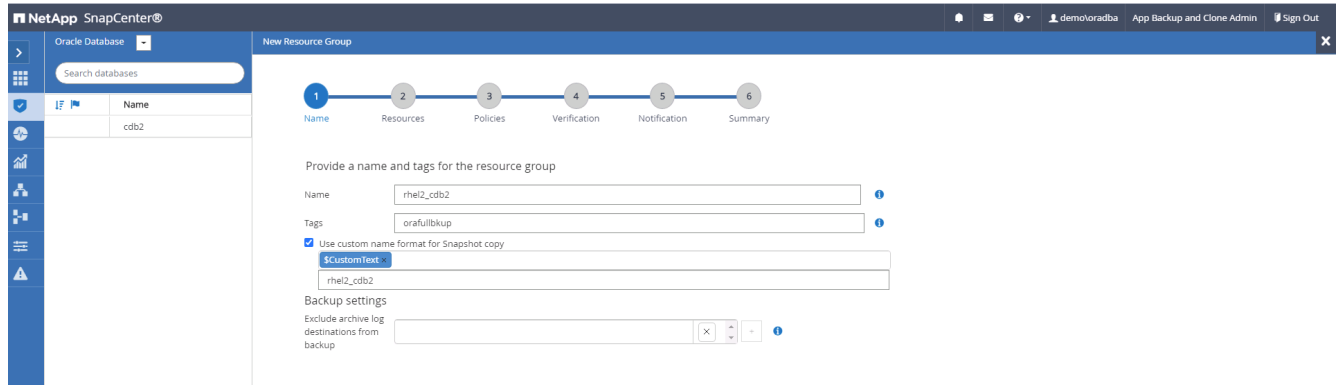 NetApp SnapCenter®
demo\oradba App Backup and Clone Admin Sign Out
Oracle Database
New Resource Group
Search databases
Name
cdb2
1 2 3 4 5 6
Name Resources Policies Verification Notification Summary
Provide a name and tags for the resource group
Name rhel2_cdb2
Tags orafullbkup
Use custom name format for Snapshot copy
$CustomText ×
rhel2_cdb2
Backup settings
Exclude archive log
destinations from
backup